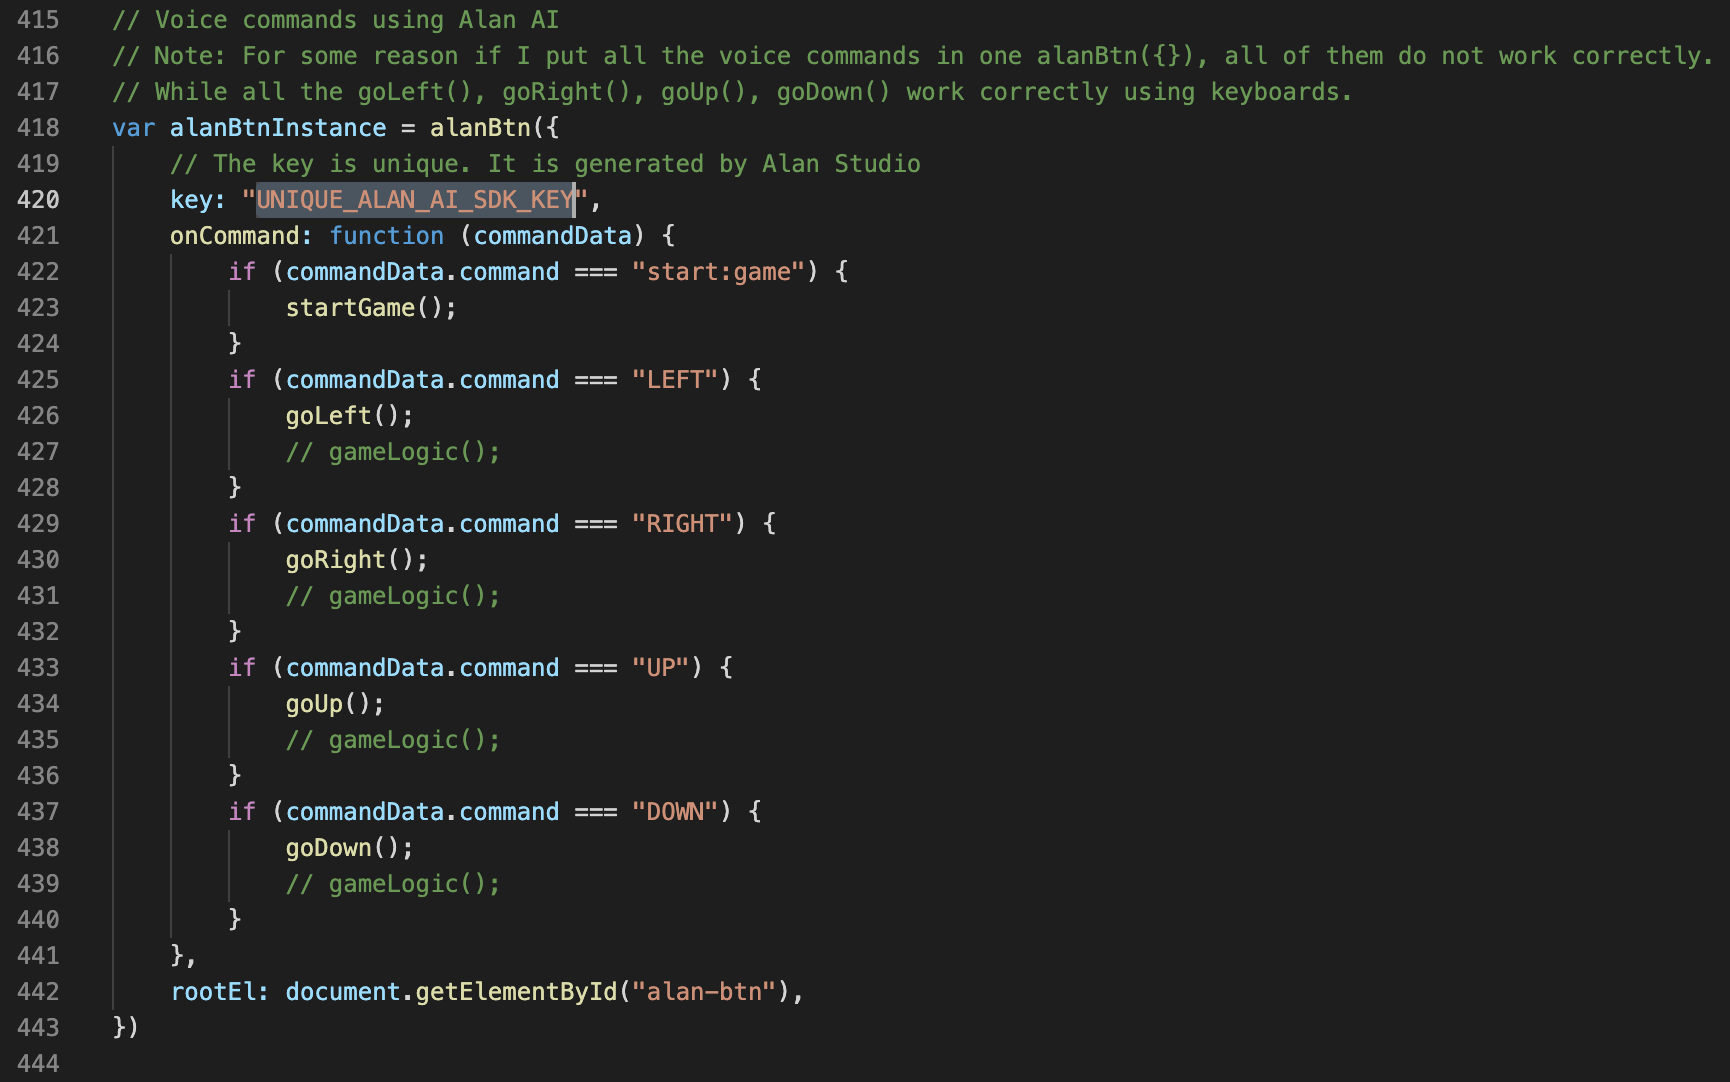 415 // Voice commands using Alan AI
416 // Note: For some reason if I put all the voice commands in one alanBtn({}), all of them do not work correctly.
417 // While all the goLeft(), goRight(), goUp(), goDown() work correctly using keyboards.
418 var alanBtnInstance = alanBtn({
419     // The key is unique. It is generated by Alan Studio
420     key: "UNIQUE_ALAN_AI_SDK_KEY",
421     onCommand: function (commandData) {
422         if (commandData.command === "start:game") {
423             startGame();
424         }
425         if (commandData.command === "LEFT") {
426             goLeft();
427             // gameLogic();
428         }
429         if (commandData.command === "RIGHT") {
430             goRight();
431             // gameLogic();
432         }
433         if (commandData.command === "UP") {
434             goUp();
435             // gameLogic();
436         }
437         if (commandData.command === "DOWN") {
438             goDown();
439             // gameLogic();
440         }
441     },
442     rootEl: document.getElementById("alan-btn"),
443 })
444